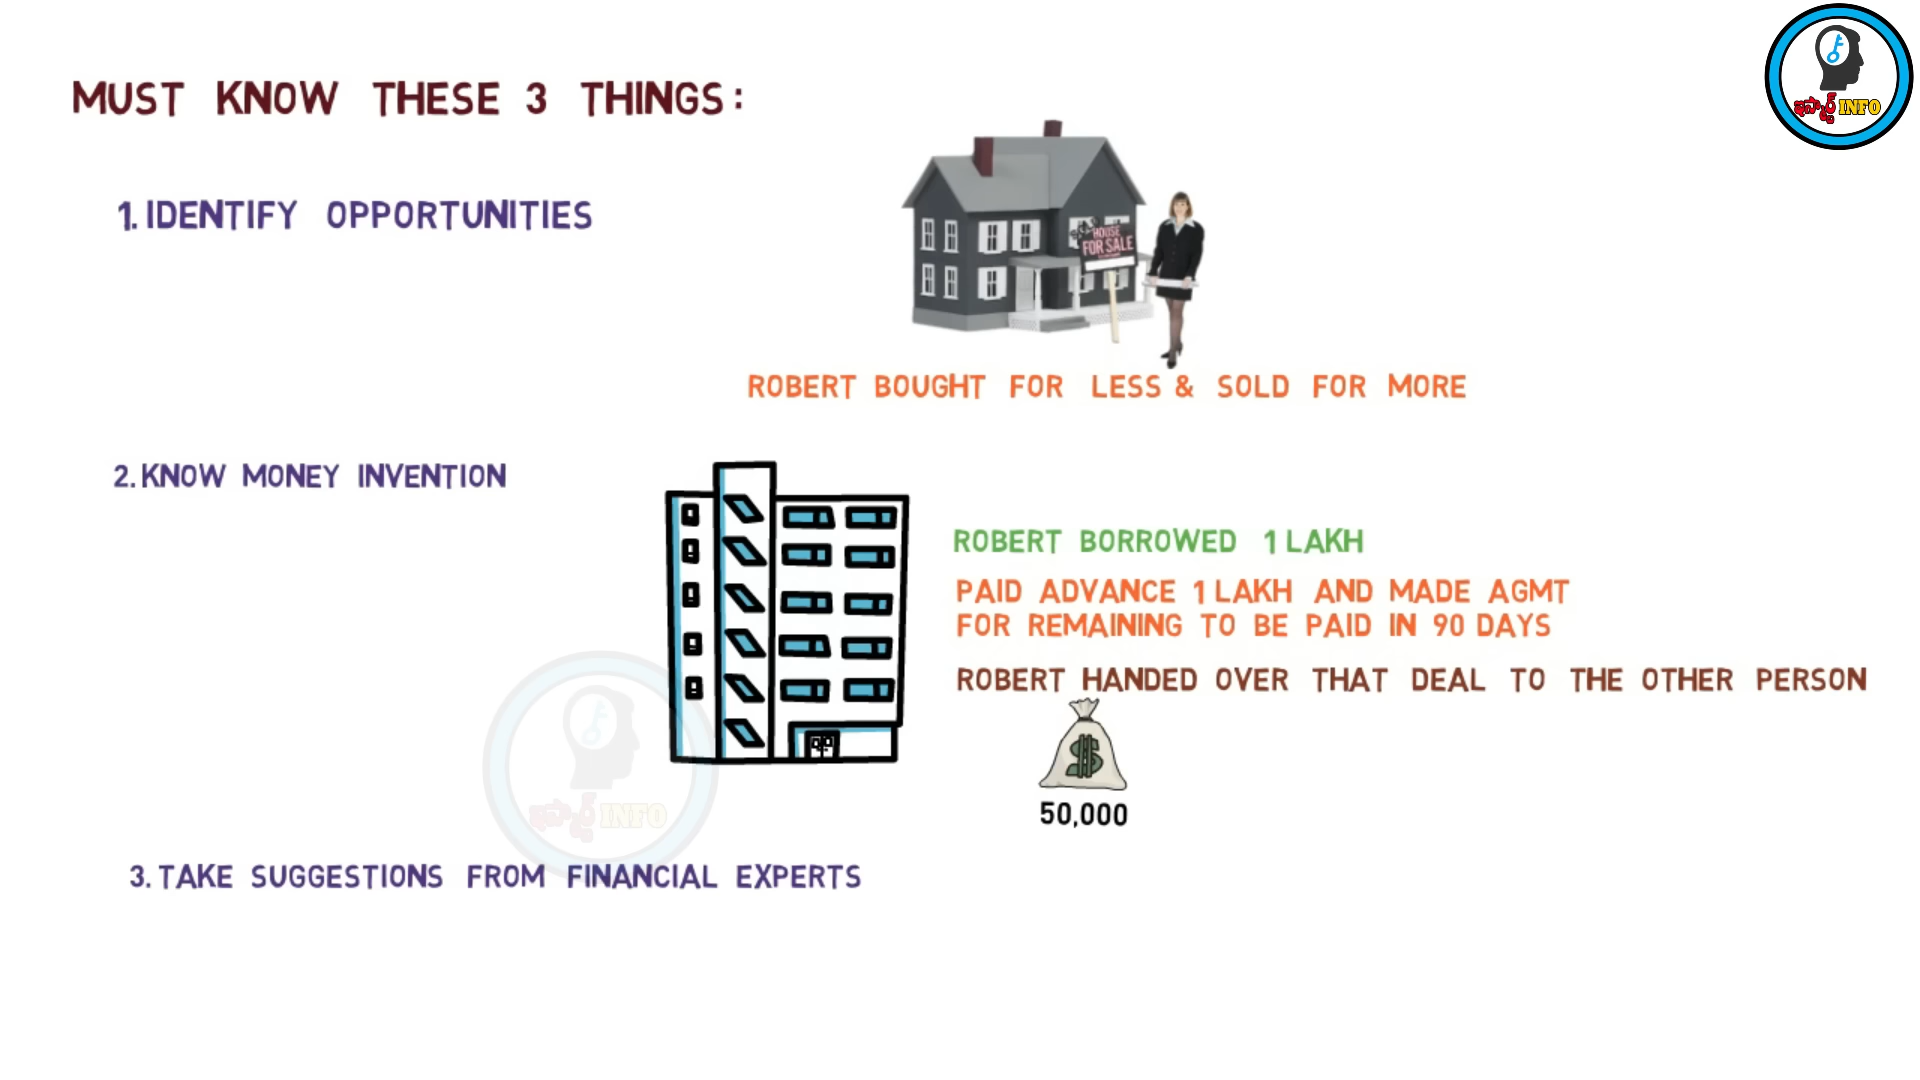 MUST KNOW THESE 3 THINGS:
ఇస్మార్ట్ INFO
1. IDENTIFY OPPORTUNITIES
HOUSE
FOR SALE
ROBERT BOUGHT FOR LESS & SOLD FOR MORE
2. KNOW MONEY INVENTION
ROBERT BORROWED 1 LAKH
PAID ADVANCE 1 LAKH AND MADE AGMT
FOR REMAINING TO BE PAID IN 90 DAYS
ROBERT HANDED OVER THAT DEAL TO THE OTHER PERSON
$
50,000
ఇస్మార్ట్ INFO
3. TAKE SUGGESTIONS FROM FINANCIAL EXPERTS